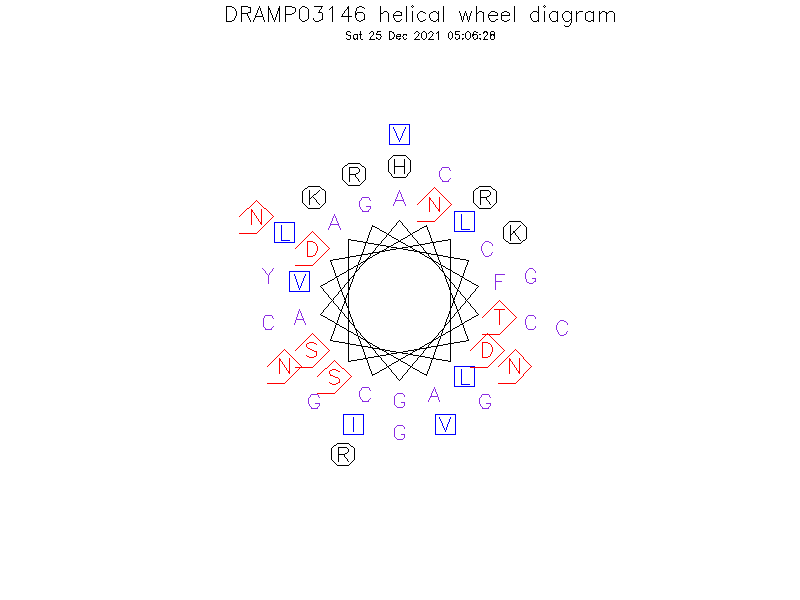 DRAMP03146 helical wheel diagram
Sat 25 Dec 2021 05:06:28
V
H
R C
K A R
G N
N A L
L K
D C
Y V F G
C A T C C
S D
N S L N
G C G A G
I G V
R